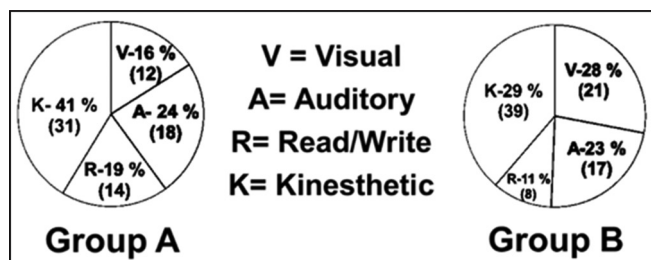 V-16 %
(12)
K- 41 %
(31)
A- 24 %
(18)
R-19 %
(14)
Group A
V = Visual
A= Auditory
R= Read/Write
K= Kinesthetic
K-29 %
(39)
V-28 %
(21)
A-23 %
(17)
R-11 %
(8)
Group B